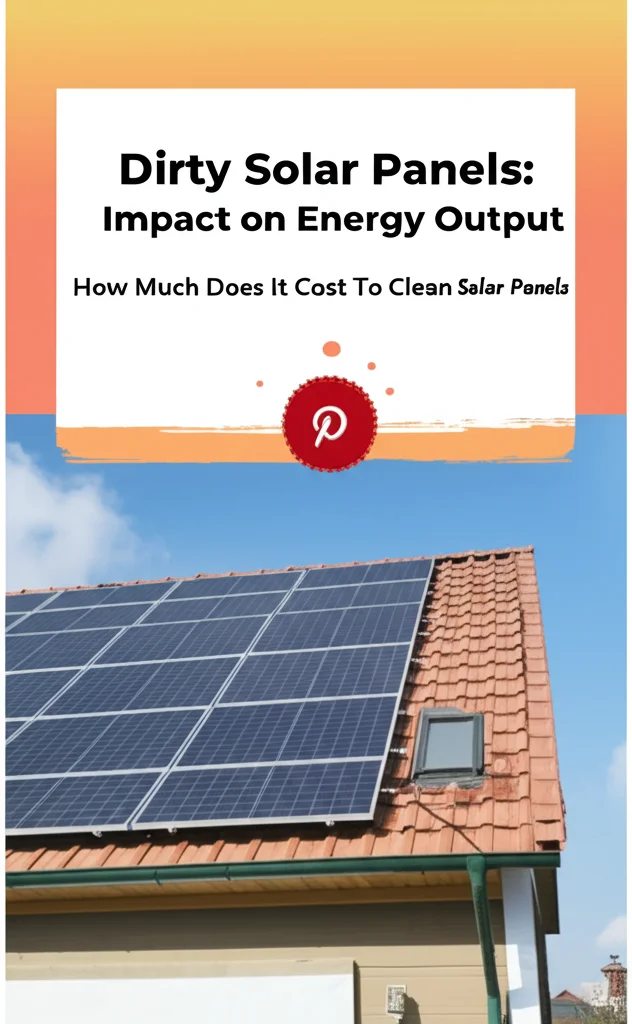 Dirty Solar Panels:
Impact on Energy Output
How Much Does It Cost To Clean Salar Panels